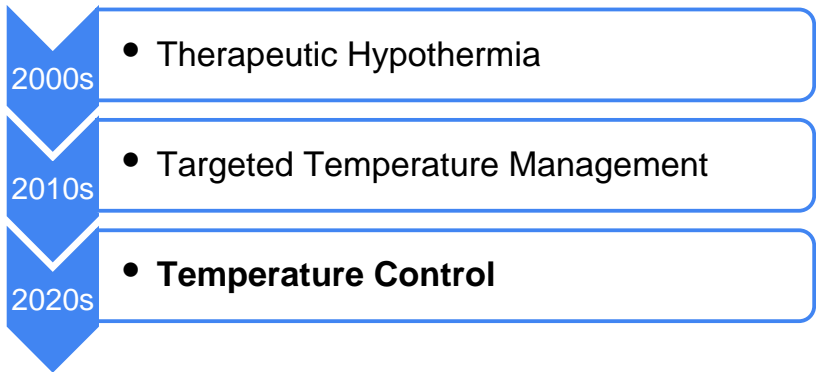 2000s
• Therapeutic Hypothermia
2010s
• Targeted Temperature Management
2020s
• Temperature Control